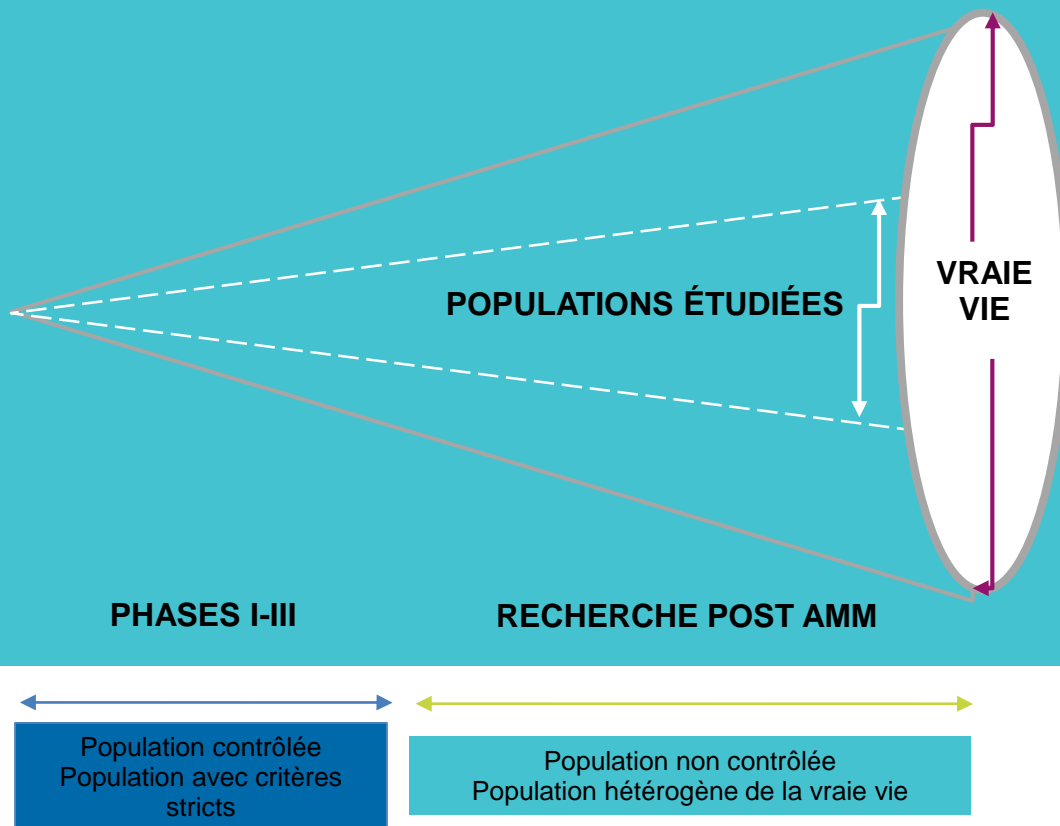 VRAIE
VIE
POPULATIONS ÉTUDIÉES
PHASES I-III
RECHERCHE POST AMM
Population contrôlée
Population avec critères
stricts
Population non contrôlée
Population hétérogène de la vraie vie